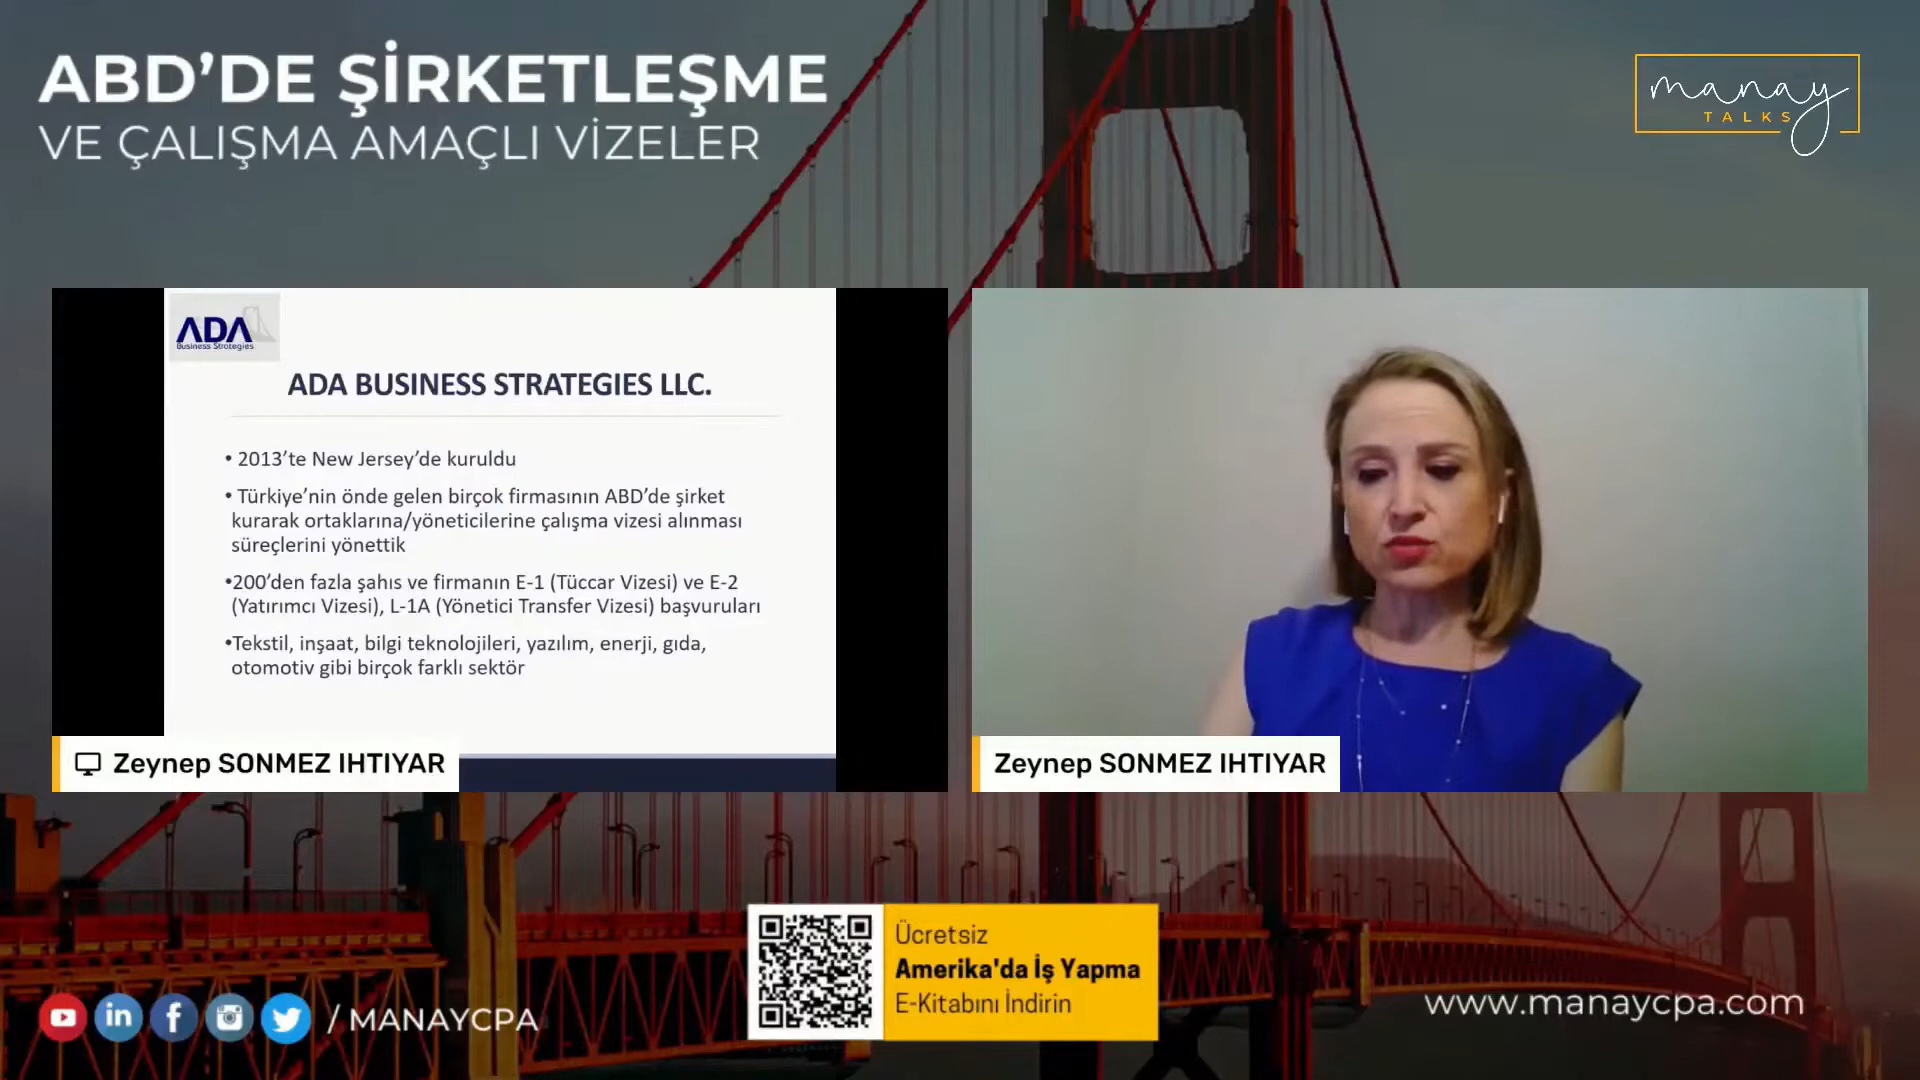 ABD'DE ŞİRKETLEŞME
VE ÇALIŞMA AMAÇLI VİZELER
manay
TALKS
ADA
Business Strategies
ADA BUSINESS STRATEGIES LLC.
• 2013'te New Jersey'de kuruldu
• Türkiye'nin önde gelen birçok firmasının ABD'de şirket
kurarak ortaklarına/yöneticilerine çalışma vizesi alınması
süreçlerini yönettik
•200'den fazla şahıs ve firmanın E-1 (Tüccar Vizesi) ve E-2
(Yatırımcı Vizesi), L-1A (Yönetici Transfer Vizesi) başvuruları
•Tekstil, inşaat, bilgi teknolojileri, yazılım, enerji, gıda,
otomotiv gibi birçok farklı sektör
Zeynep SONMEZ IHTIYAR
Zeynep SONMEZ IHTIYAR
Ücretsiz
Amerika'da İş Yapma
E-Kitabını İndirin
/ MANAYCPA
www.manaycpa.com